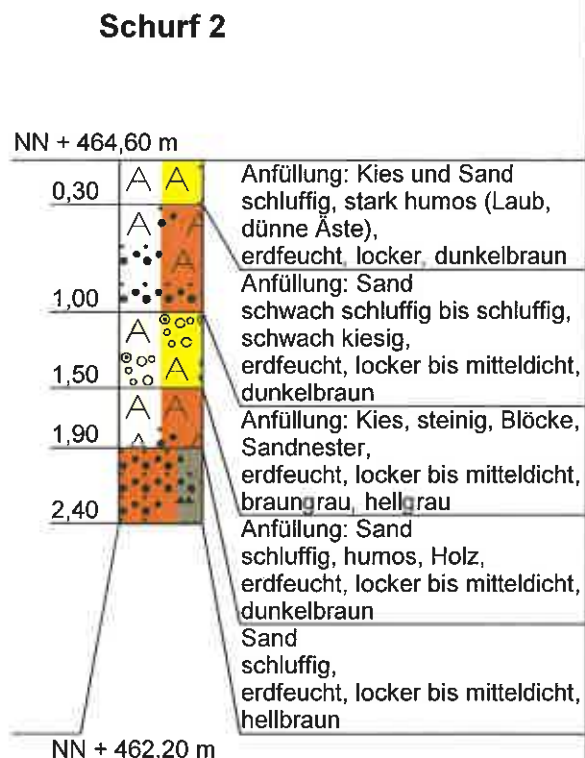 Schurf 2
NN + 464,60 m
A A
0,30
Anfüllung: Kies und Sand
schluffig, stark humos (Laub,
dünne Äste),
erdfeucht, locker, dunkelbraun
A A
A
1,00
Anfüllung: Sand
schwach schluffig bis schluffig,
schwach kiesig,
erdfeucht, locker bis mitteldicht,
dunkelbraun
A
A
1,50
Anfüllung: Kies, steinig, Blöcke,
Sandnester,
erdfeucht, locker bis mitteldicht,
braungrau, hellgrau
A A
A
1,90
Anfüllung: Sand
schluffig, humos, Holz,
erdfeucht, locker bis mitteldicht,
dunkelbraun
2,40
Sand
schluffig,
erdfeucht, locker bis mitteldicht,
hellbraun
NN + 462,20 m